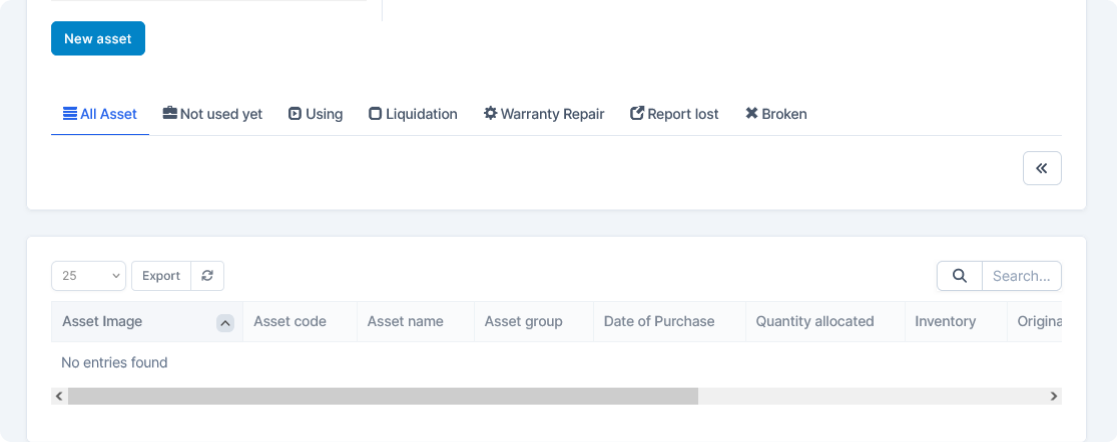 New asset
All Asset Not used yet Using Liquidation Warranty Repair Report lost Broken
25 Export Search...
Asset Image Asset code Asset name Asset group Date of Purchase Quantity allocated Inventory Origina
No entries found